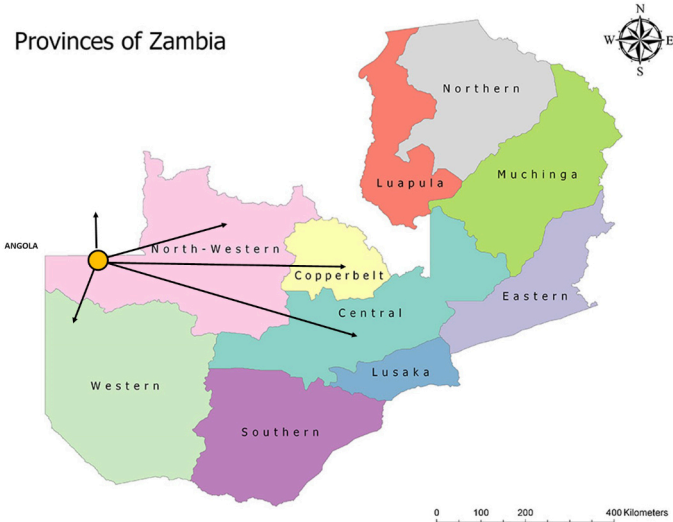 Provinces of Zambia
N
W E
S
Northern
Luapula
Muchinga
ANGOLA
North-Western
Copperbelt
Eastern
Central
Western
Lusaka
Southern
0 100 200 400 Kilometers